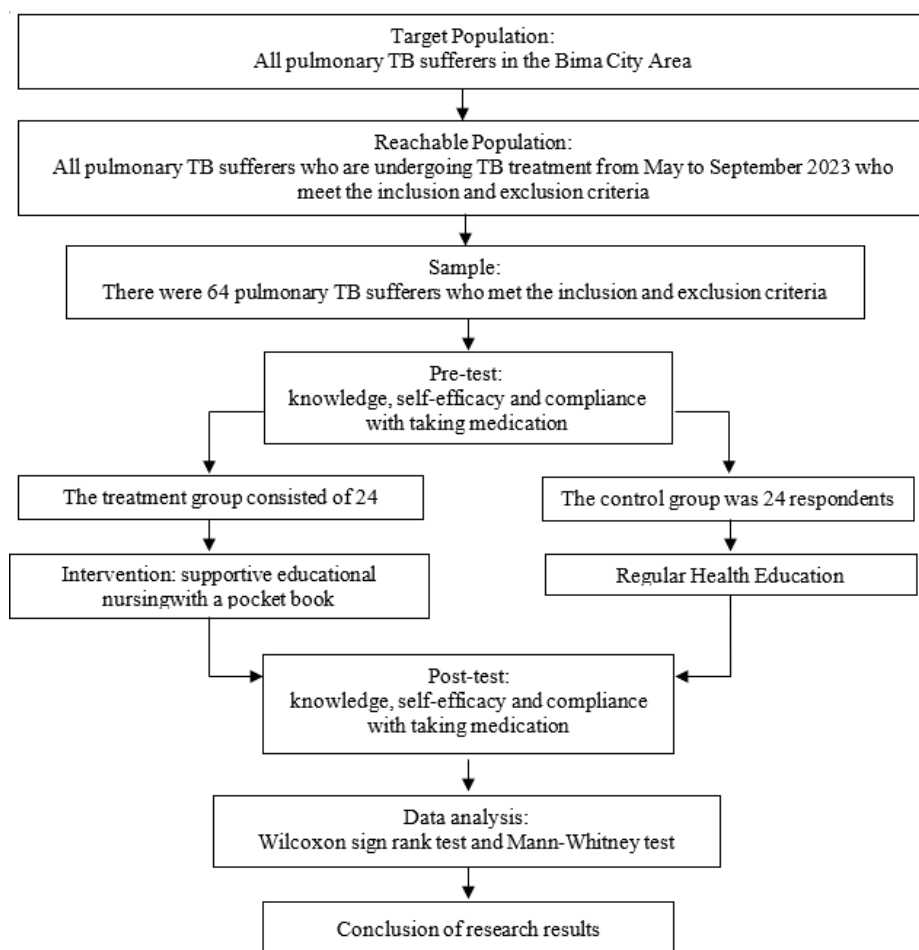 Target Population:
All pulmonary TB sufferers in the Bima City Area
Reachable Population:
All pulmonary TB sufferers who are undergoing TB treatment from May to September 2023 who
meet the inclusion and exclusion criteria
Sample:
There were 64 pulmonary TB sufferers who met the inclusion and exclusion criteria
Pre-test:
knowledge, self-efficacy and compliance
with taking medication
The treatment group consisted of 24
The control group was 24 respondents
Intervention: supportive educational
nursingwith a pocket book
Regular Health Education
Post-test:
knowledge, self-efficacy and compliance
with taking medication
Data analysis:
Wilcoxon sign rank test and Mann-Whitney test
Conclusion of research results